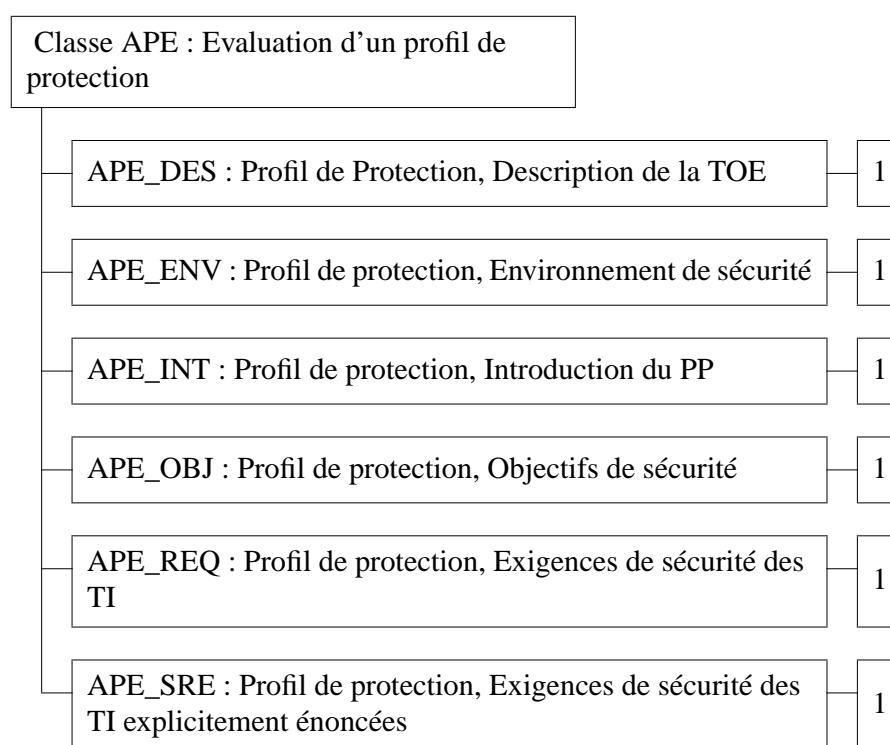 Classe APE : Evaluation d’un profil de
protection
APE_DES : Profil de Protection, Description de la TOE 1
APE_ENV : Profil de protection, Environnement de sécurité 1
APE_INT : Profil de protection, Introduction du PP 1
APE_OBJ : Profil de protection, Objectifs de sécurité 1
APE_REQ : Profil de protection, Exigences de sécurité des
TI 1
APE_SRE : Profil de protection, Exigences de sécurité des
TI explicitement énoncées 1